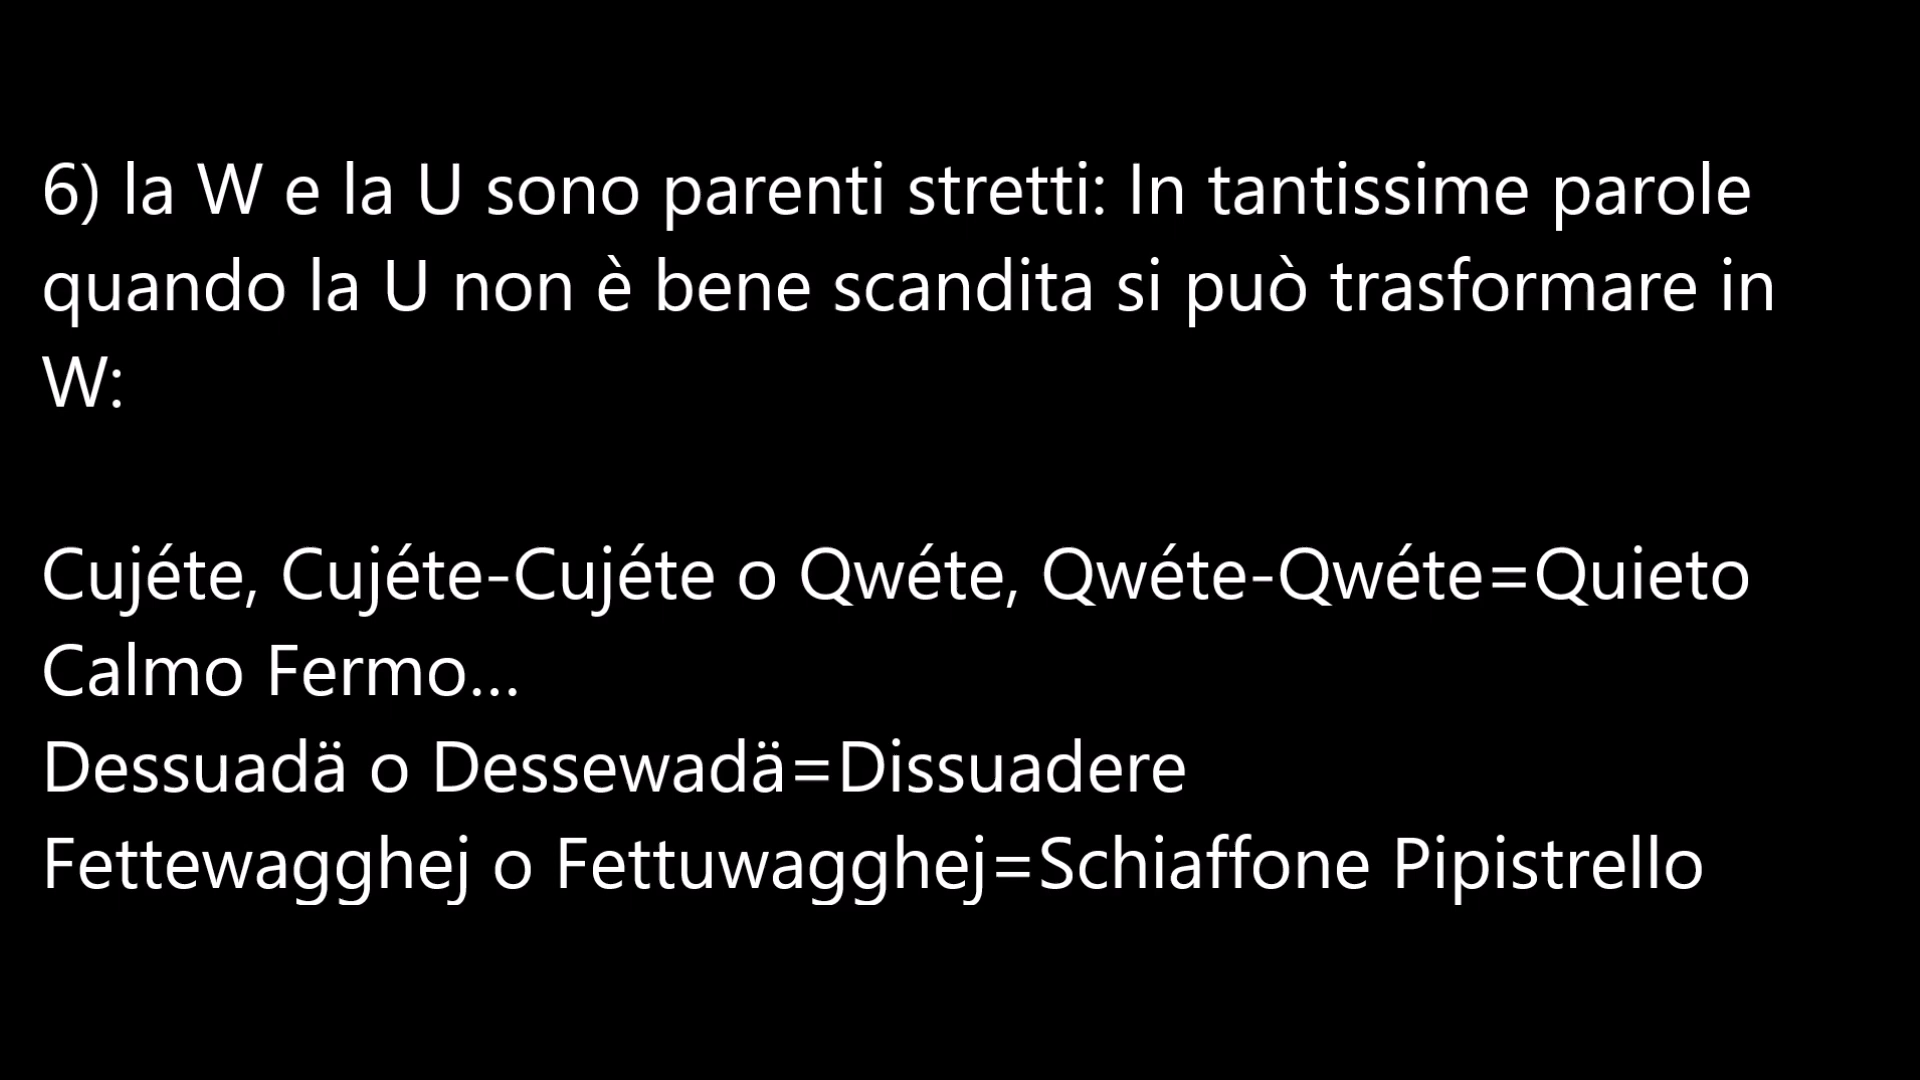 6) la W e la U sono parenti stretti: In tantissime parole
quando la U non è bene scandita si può trasformare in
W:
Cujéte, Cujéte-Cujéte o Qwéte, Qwéte-Qwéte=Quieto
Calmo Fermo...
Dessuadä o Dessewadä=Dissuadere
Fettewagghej o Fettuwagghej=Schiaffone Pipistrello